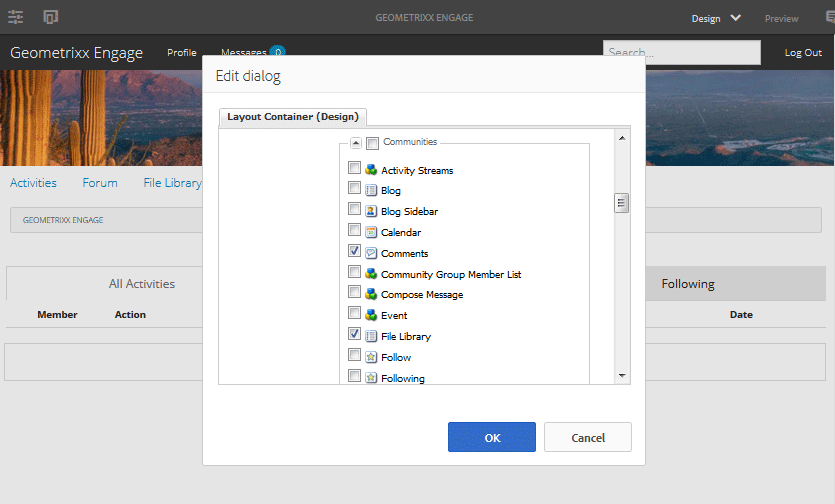 GEOMETRIXX ENGAGE
Design
Preview
Geometrixx Engage
Profile
Messages 0
Search...
Log Out
Edit dialog
Layout Container (Design)
Communities
Activity Streams
Blog
Blog Sidebar
Calendar
Comments
Community Group Member List
Compose Message
Event
File Library
Follow
Following
OK
Cancel
Activities
Forum
File Library
GEOMETRIXX ENGAGE
All Activities
Following
Member
Action
Date